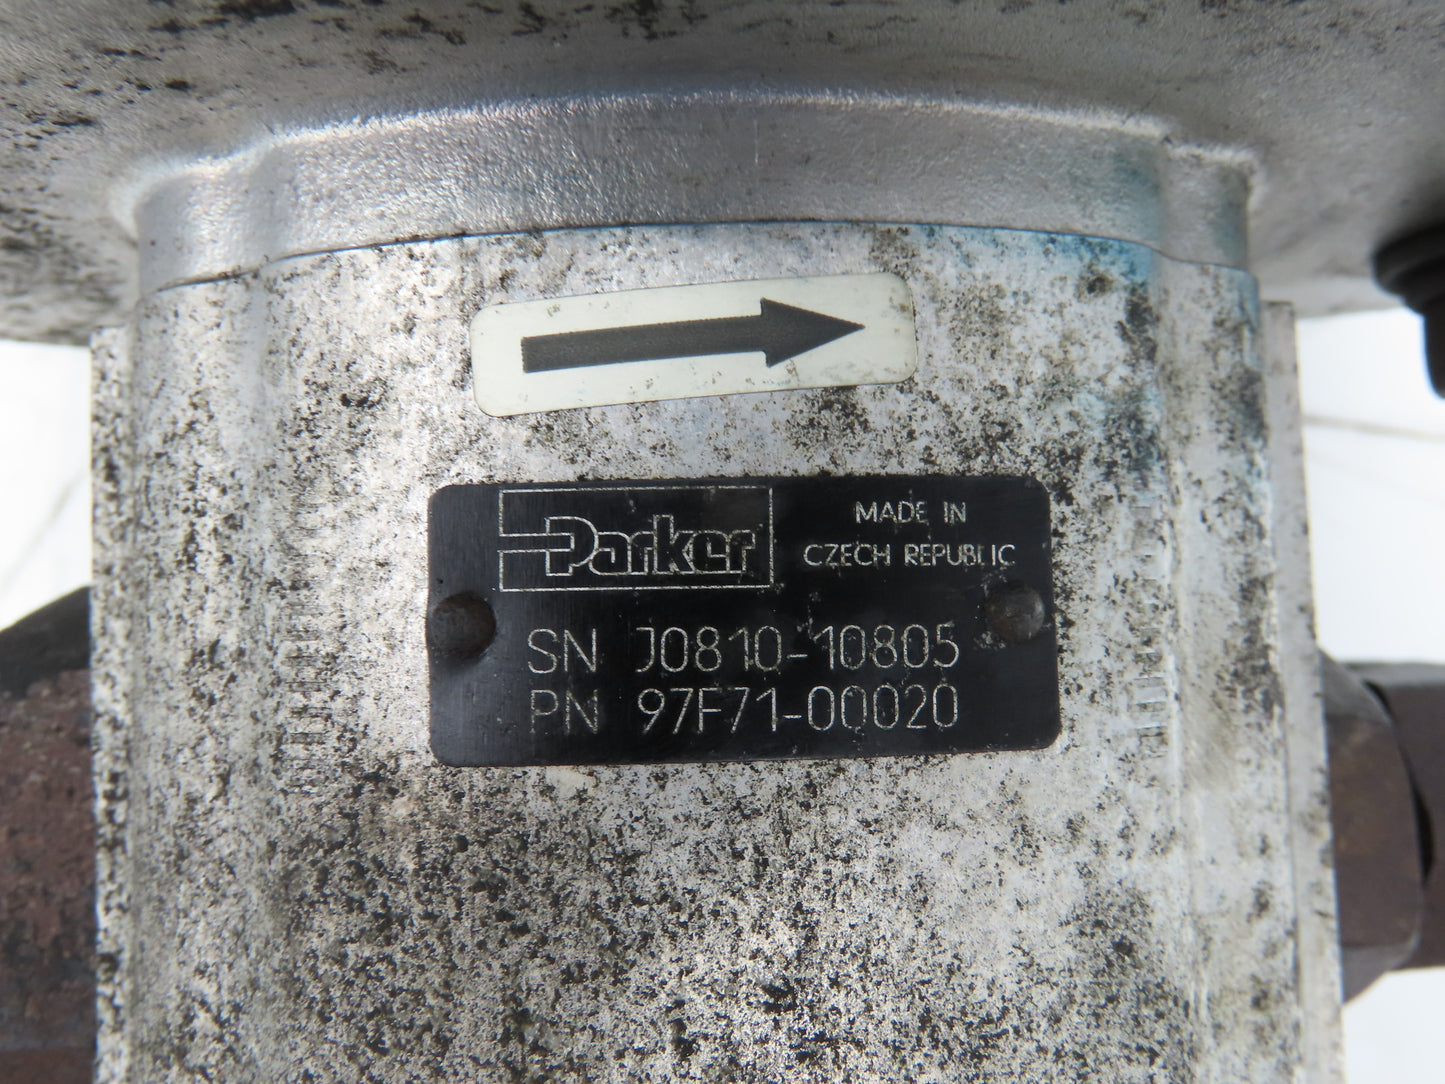 Parker
MADE IN
CZECH REPUBLIC
SN J0810-10805
PN 97F71-00020